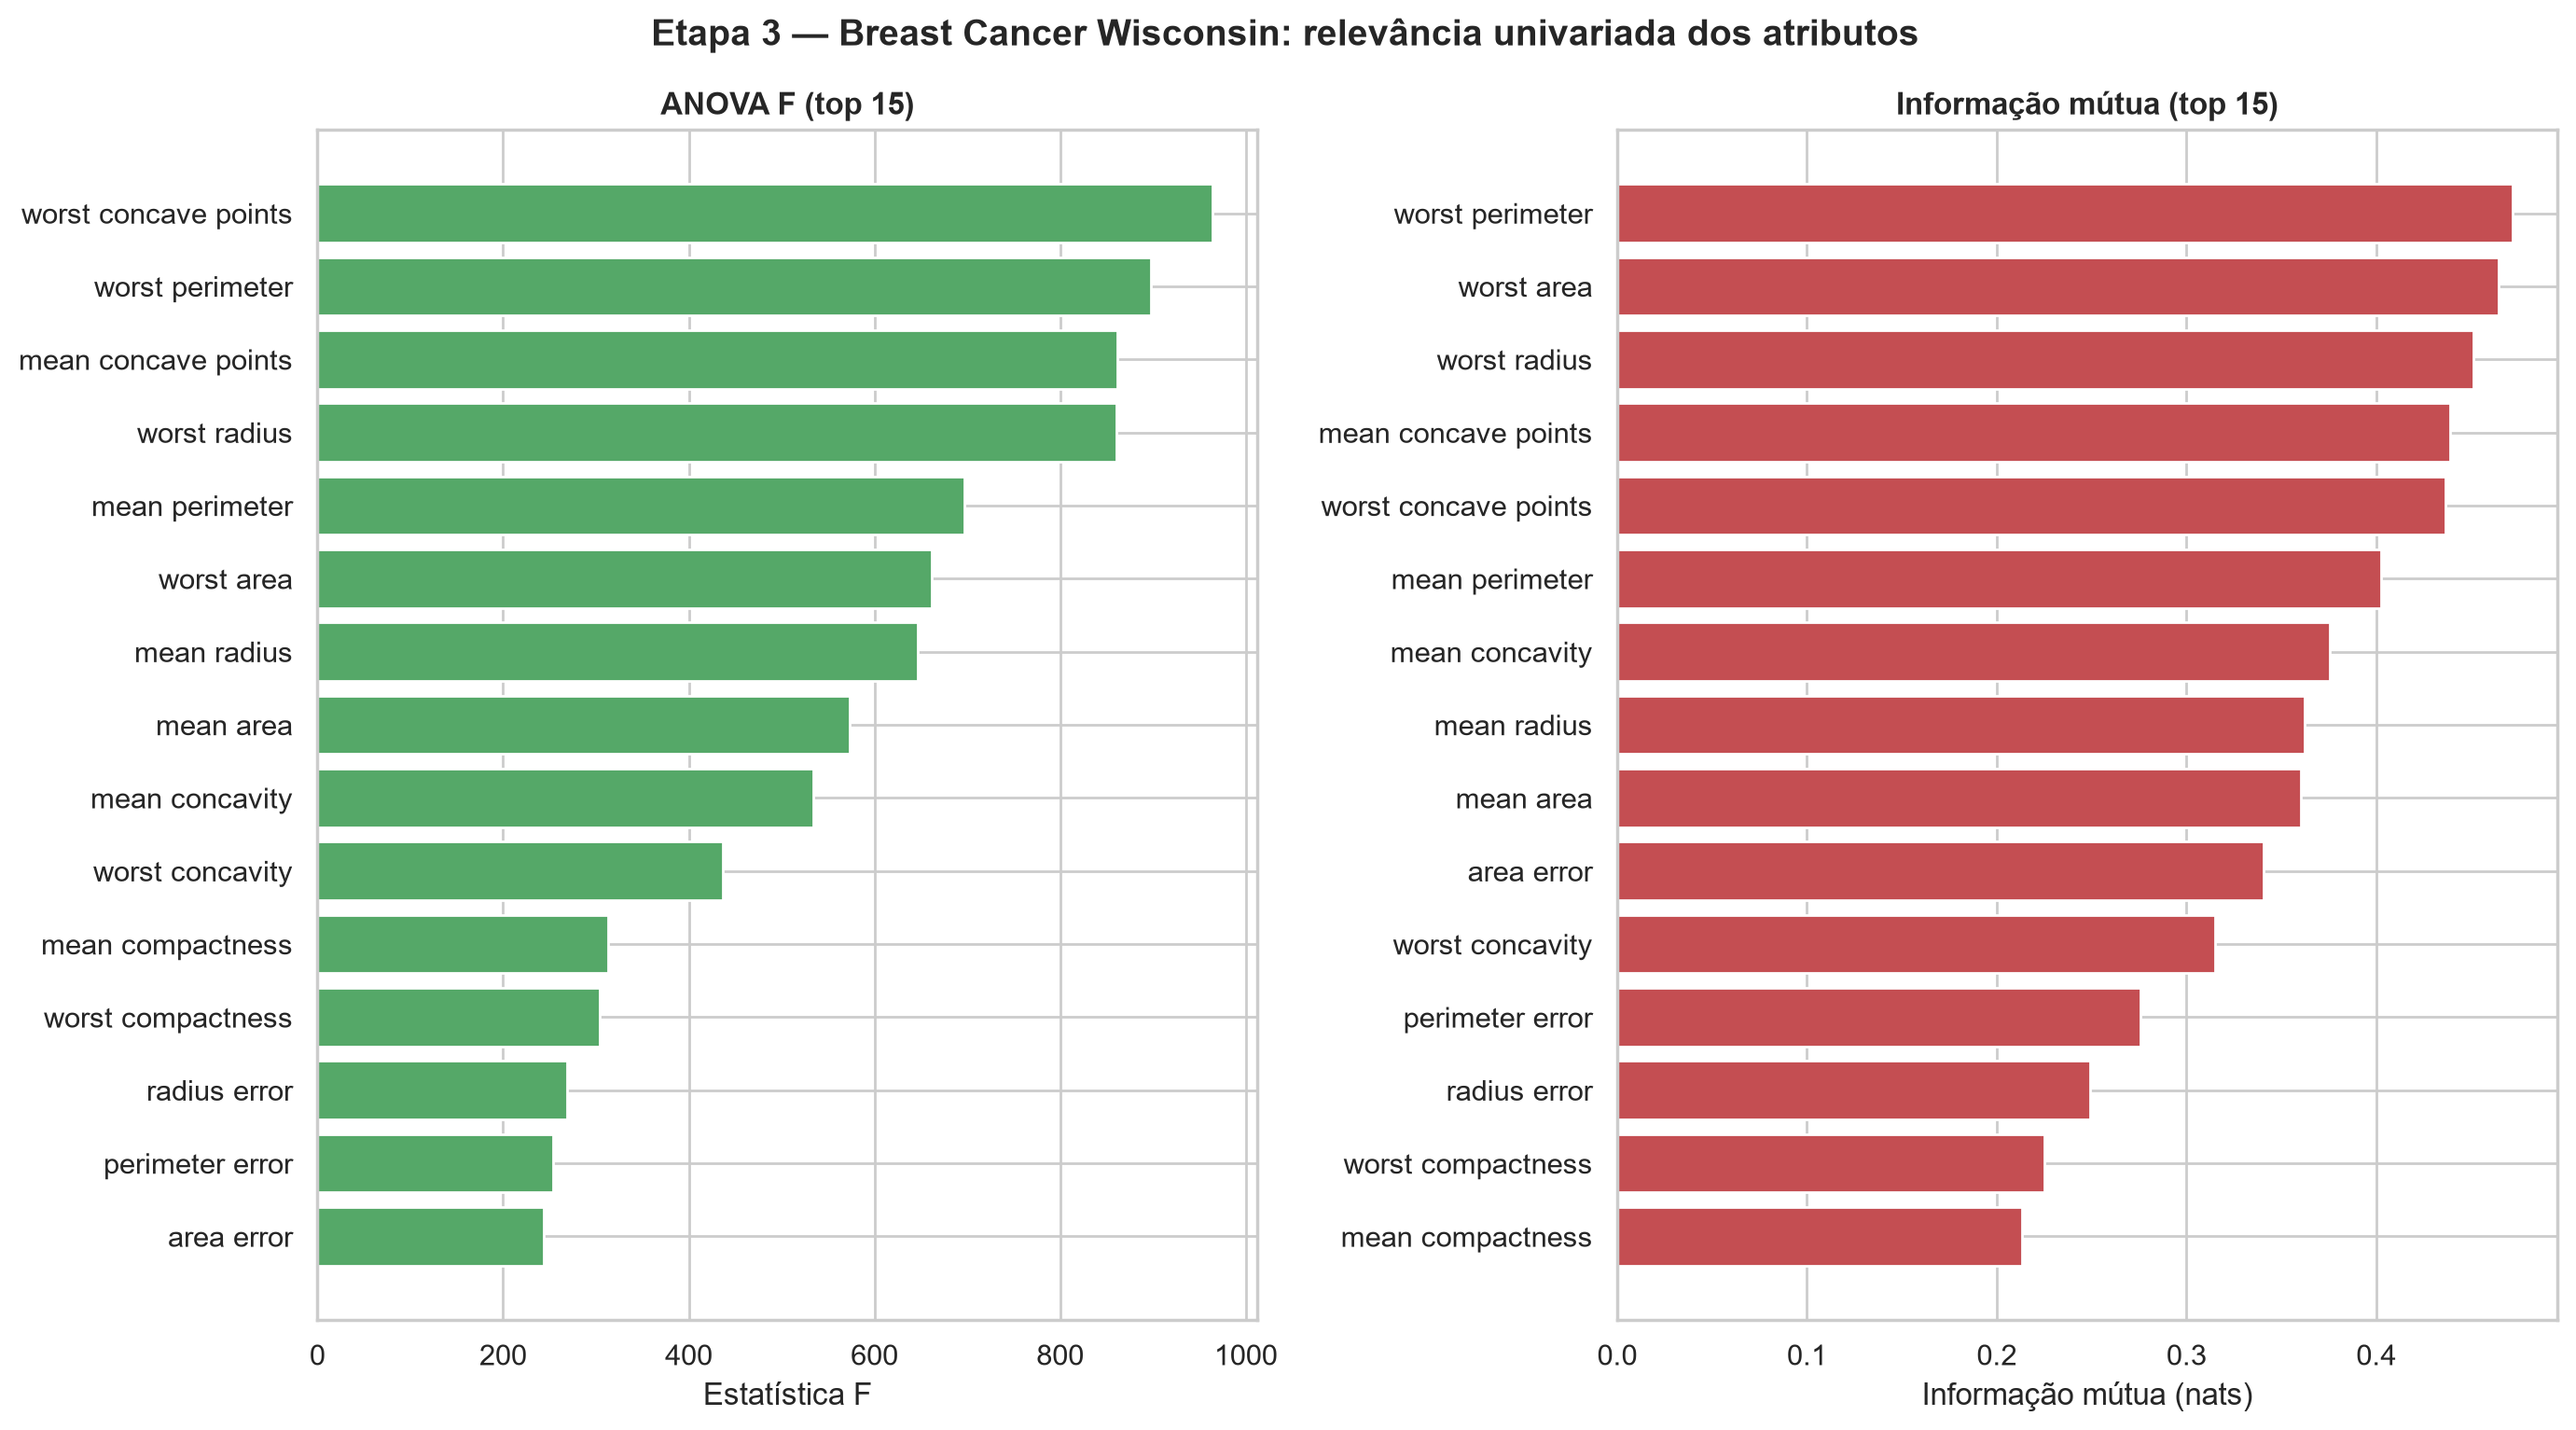 Etapa 3 — Breast Cancer Wisconsin: relevância univariada dos atributos
ANOVA F (top 15)
worst concave points
worst perimeter
mean concave points
worst radius
mean perimeter
worst area
mean radius
mean area
mean concavity
worst concavity
mean compactness
worst compactness
radius error
perimeter error
area error
0 200 400 600 800 1000
Estatística F
Informação mútua (top 15)
worst perimeter
worst area
worst radius
mean concave points
worst concave points
mean perimeter
mean concavity
mean radius
mean area
area error
worst concavity
perimeter error
radius error
worst compactness
mean compactness
0.0 0.1 0.2 0.3 0.4
Informação mútua (nats)